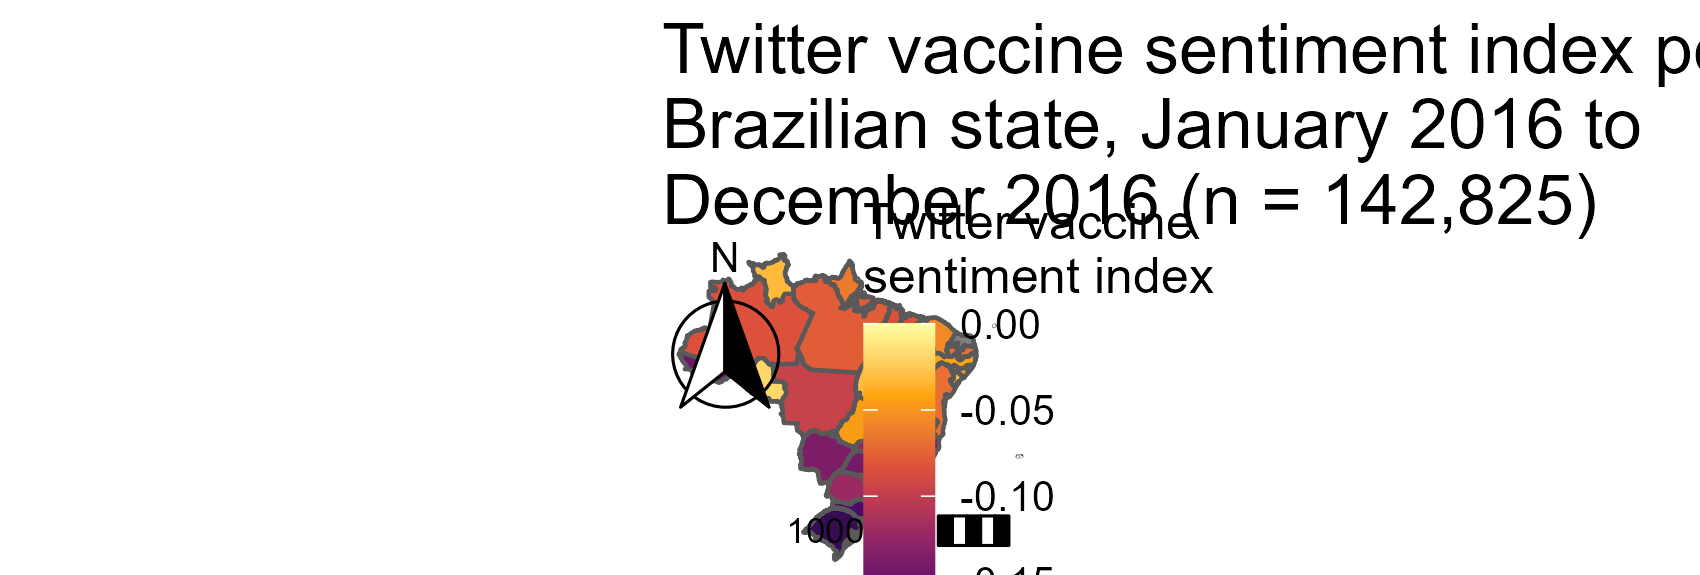 Twitter vaccine sentiment index pe
Brazilian state, January 2016 to
December 2016 (n = 142,825)
Twitter vaccine
sentiment index
N
0.00
-0.05
-0.10
1000